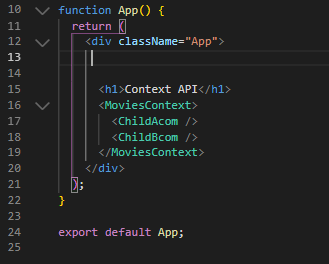 10 function App() {
11 return (
12 <div className="App">
13
14
15 <h1>Context API</h1>
16 <MoviesContext>
17 <ChildAcom />
18 <ChildBcom />
19 </MoviesContext>
20 </div>
21 );
22 }
23
24 export default App;
25